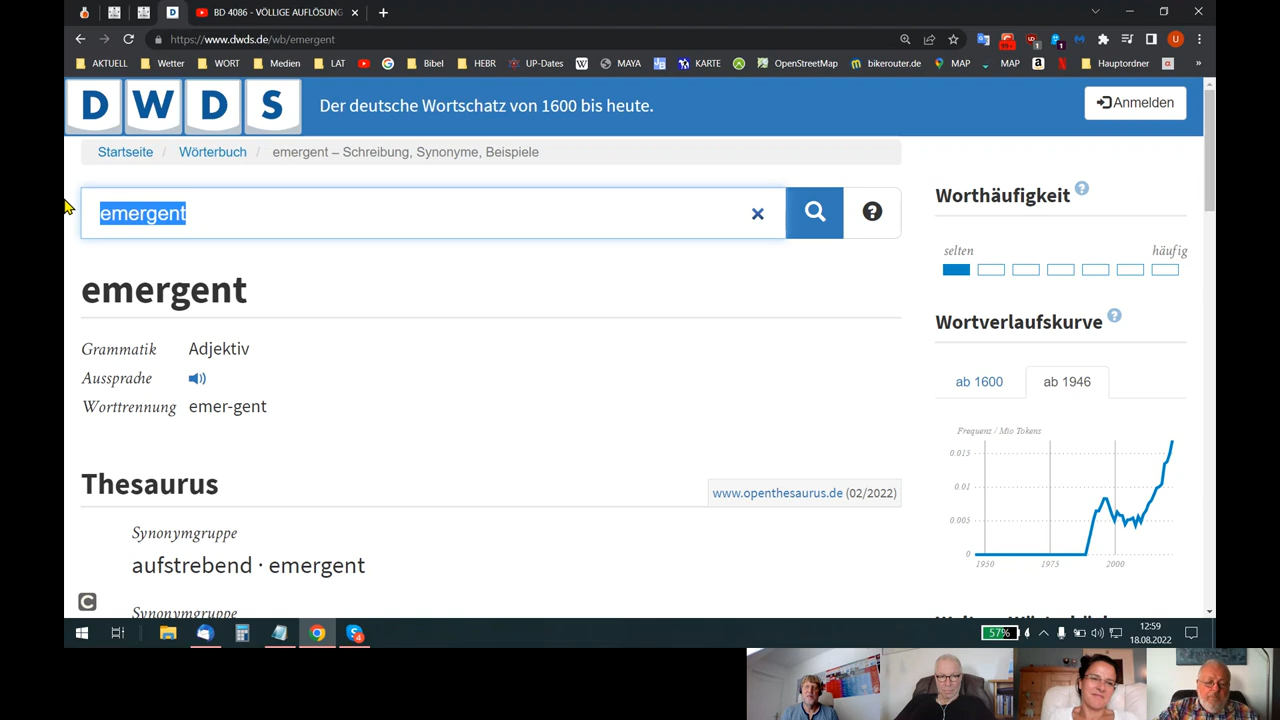 BD 4086 - VÖLLIGE AUFLÖSUNG
https://www.dwds.de/wb/emergent
AKTUELL Wetter WORT Medien LAT Bibel HEBR UP-Dates MAYA KARTE OpenStreetMap bikerouter.de MAP MAP Hauptordner »
DWDS Der deutsche Wortschatz von 1600 bis heute. Anmelden
Startseite / Wörterbuch / emergent – Schreibung, Synonyme, Beispiele
emergent
emergent
Grammatik Adjektiv
Aussprache
Worttrennung emer-gent
Thesaurus
www.openthesaurus.de (02/2022)
Synonymgruppe
aufstrebend · emergent
Synonymgruppe
Worthäufigkeit ?
selten häufig
Wortverlaufskurve ?
ab 1600 ab 1946
Frequenz / Mio Tokens
0.015
0.01
0.005
0
1950 1975 2000
57% 12:59
18.08.2022